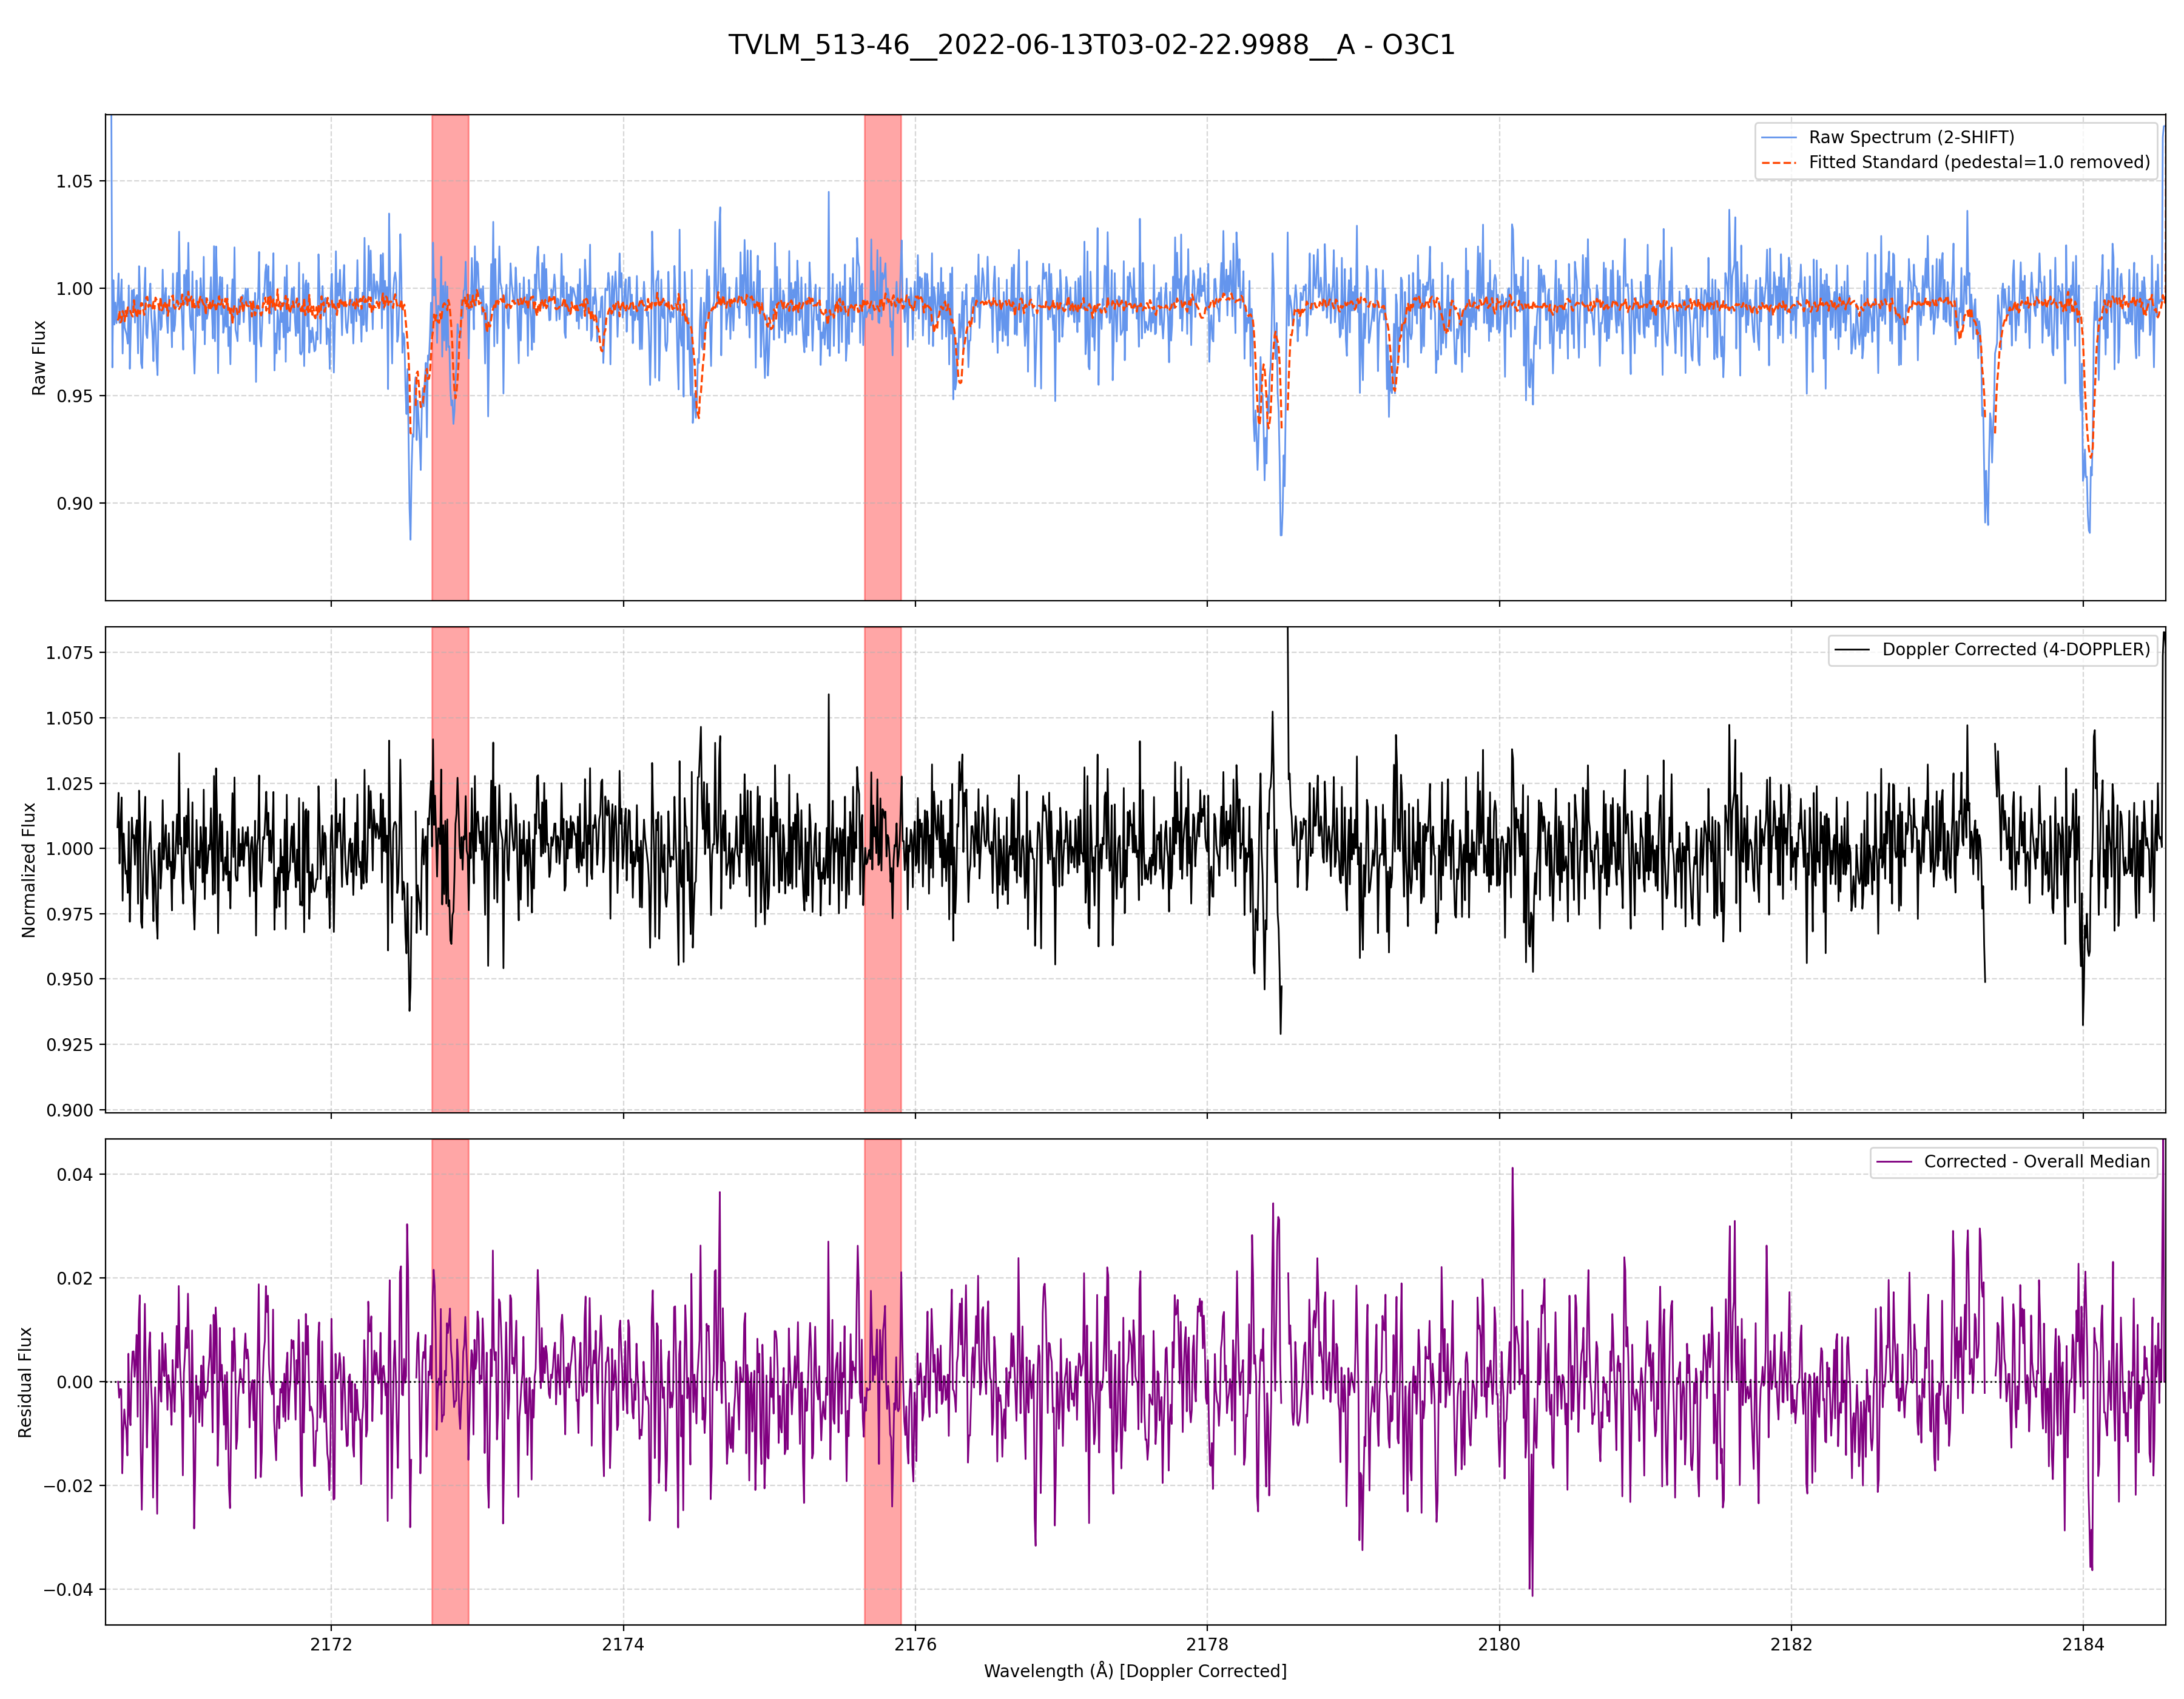 TVLM_513-46__2022-06-13T03-02-22.9988__A - O3C1
Raw Spectrum (2-SHIFT)
Fitted Standard (pedestal=1.0 removed)
1.05
1.00
0.95
0.90
Raw Flux
Doppler Corrected (4-DOPPLER)
1.075
1.050
1.025
1.000
0.975
0.950
0.925
0.900
Normalized Flux
Corrected - Overall Median
0.04
0.02
0.00
−0.02
−0.04
Residual Flux
2172 2174 2176 2178 2180 2182 2184
Wavelength (Å) [Doppler Corrected]